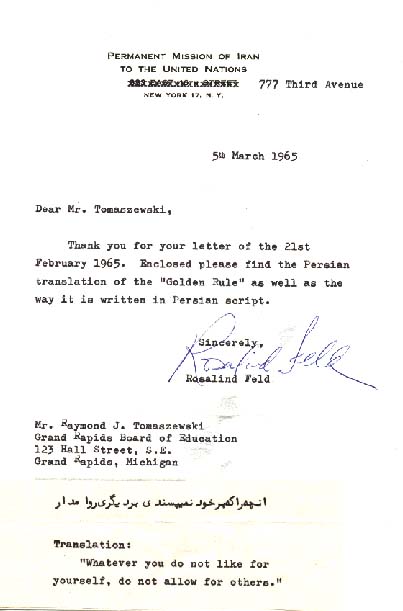 PERMANENT MISSION OF IRAN
TO THE UNITED NATIONS
777 Third Avenue
NEW YORK 17, N. Y.
5th March 1965
Dear Mr. Tomaszewski,
Thank you for your letter of the 21st
February 1965. Enclosed please find the Persian
translation of the "Golden Rule" as well as the
way it is written in Persian script.
Sincerely,
Rosalind Feld
Rosalind Feld
Mr. Raymond J. Tomaszewski
Grand Rapids Board of Education
123 Hall Street, S.E.
Grand Rapids, Michigan
انچه راکه بر خود نمیپسندی بر دیگری روا مدار
Translation:
"Whatever you do not like for
yourself, do not allow for others."